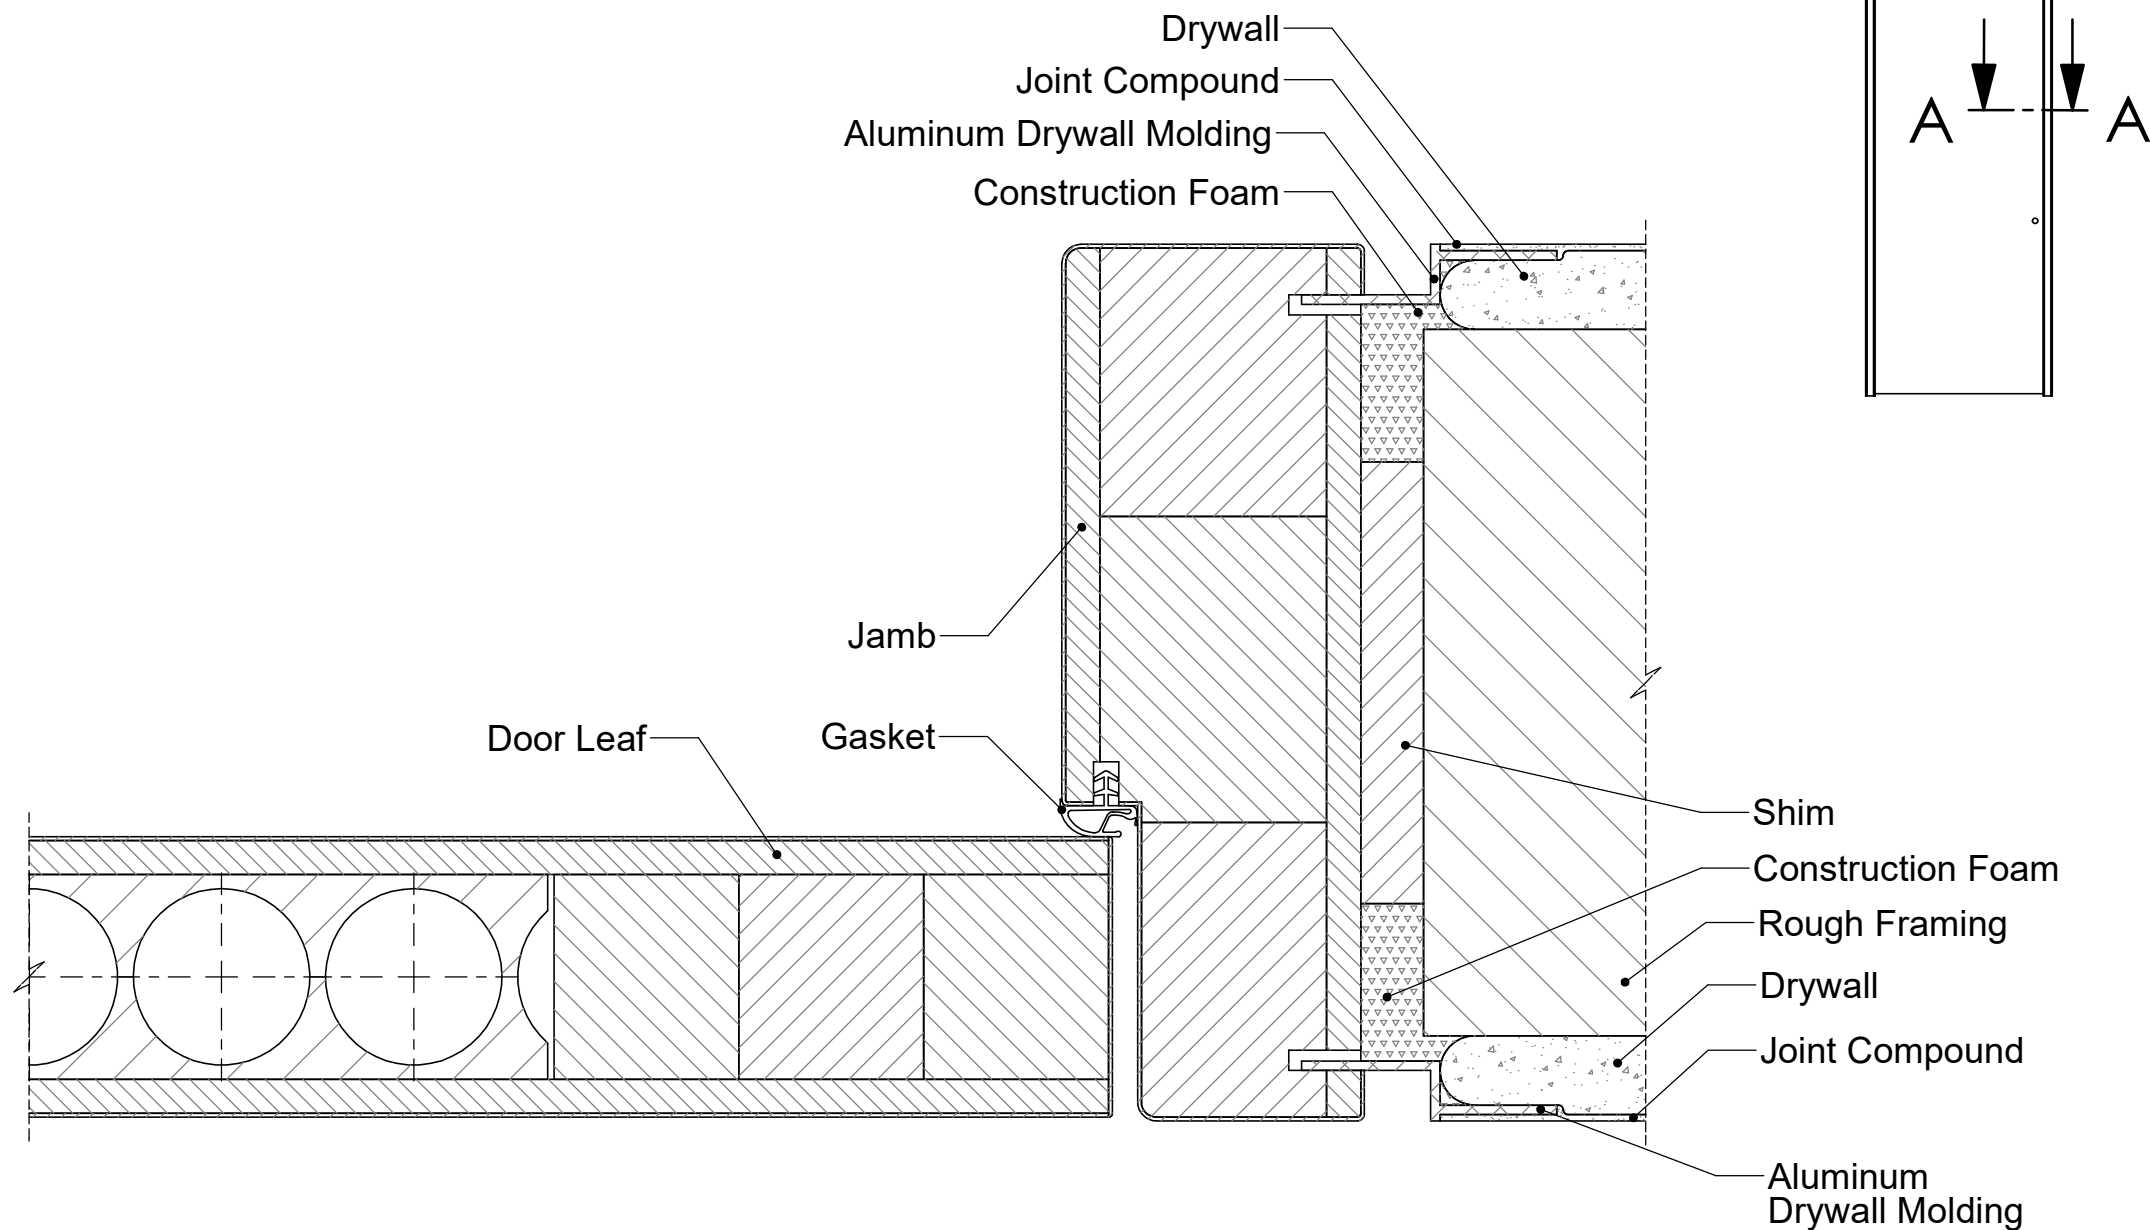 Drywall
Joint Compound
Aluminum Drywall Molding
Construction Foam
A
A
Jamb
Door Leaf
Gasket
Shim
Construction Foam
Rough Framing
Drywall
Joint Compound
Aluminum
Drywall Molding